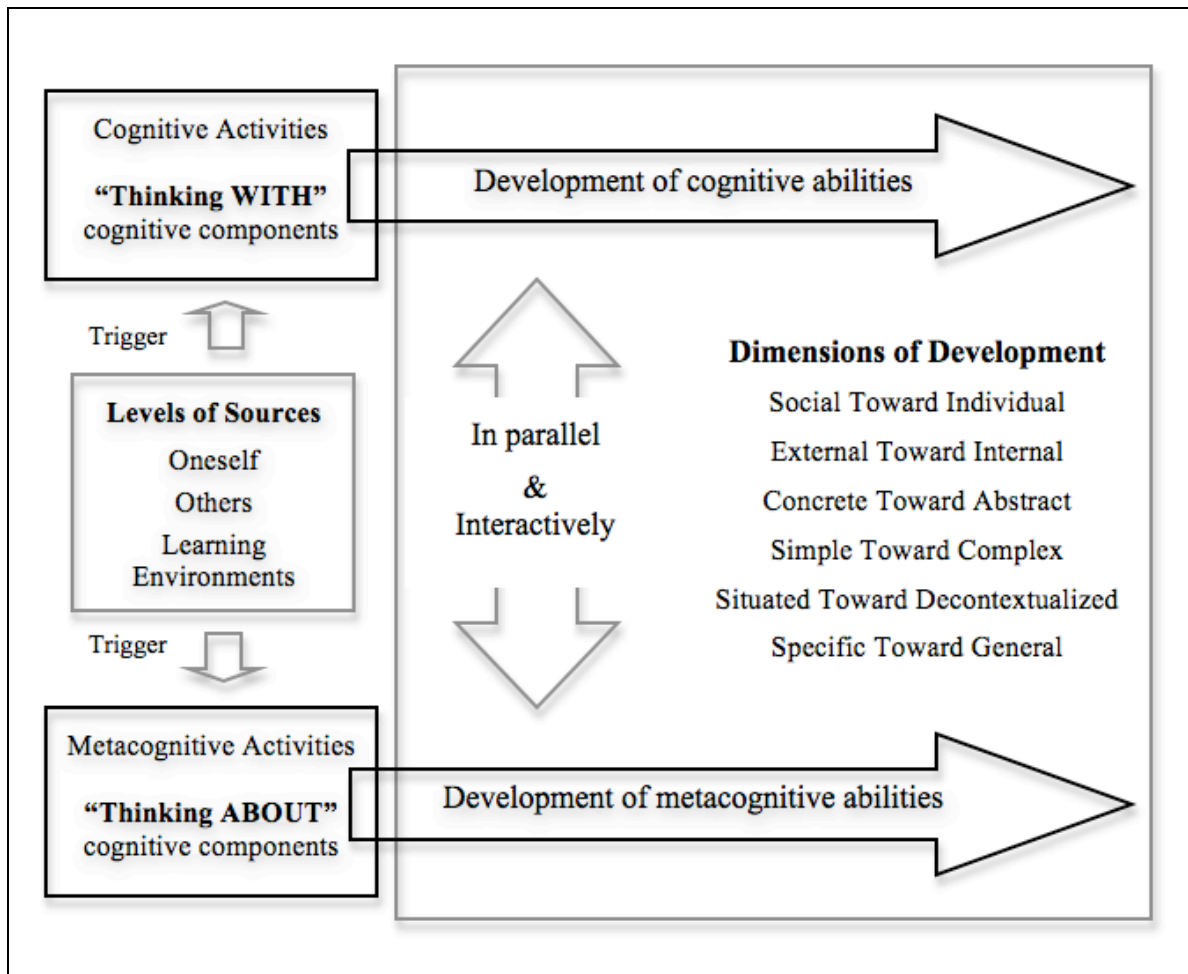 Cognitive Activities
“Thinking WITH”
cognitive components
Development of cognitive abilities
Trigger
Levels of Sources
Oneself
Others
Learning
Environments
Trigger
In parallel
&
Interactively
Dimensions of Development
Social Toward Individual
External Toward Internal
Concrete Toward Abstract
Simple Toward Complex
Situated Toward Decontextualized
Specific Toward General
Metacognitive Activities
“Thinking ABOUT”
cognitive components
Development of metacognitive abilities